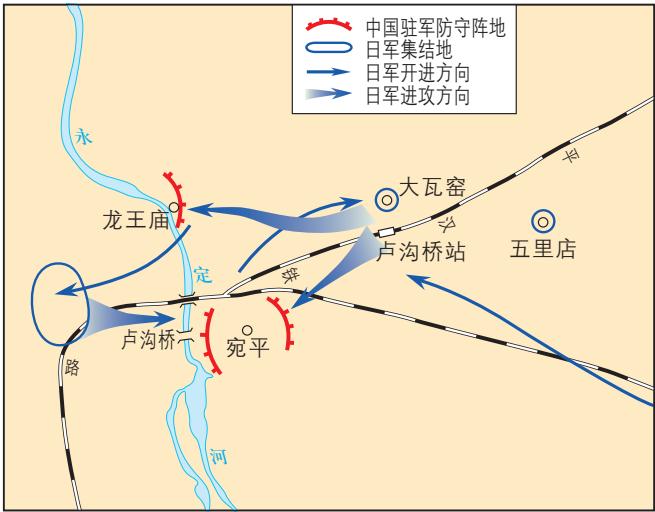 中国驻军防守阵地
日军集结地
日军开进方向
日军进攻方向
永
平
大瓦窑
龙王庙
汉
五里店
卢沟桥站
定
铁
卢沟桥
宛平
路
河